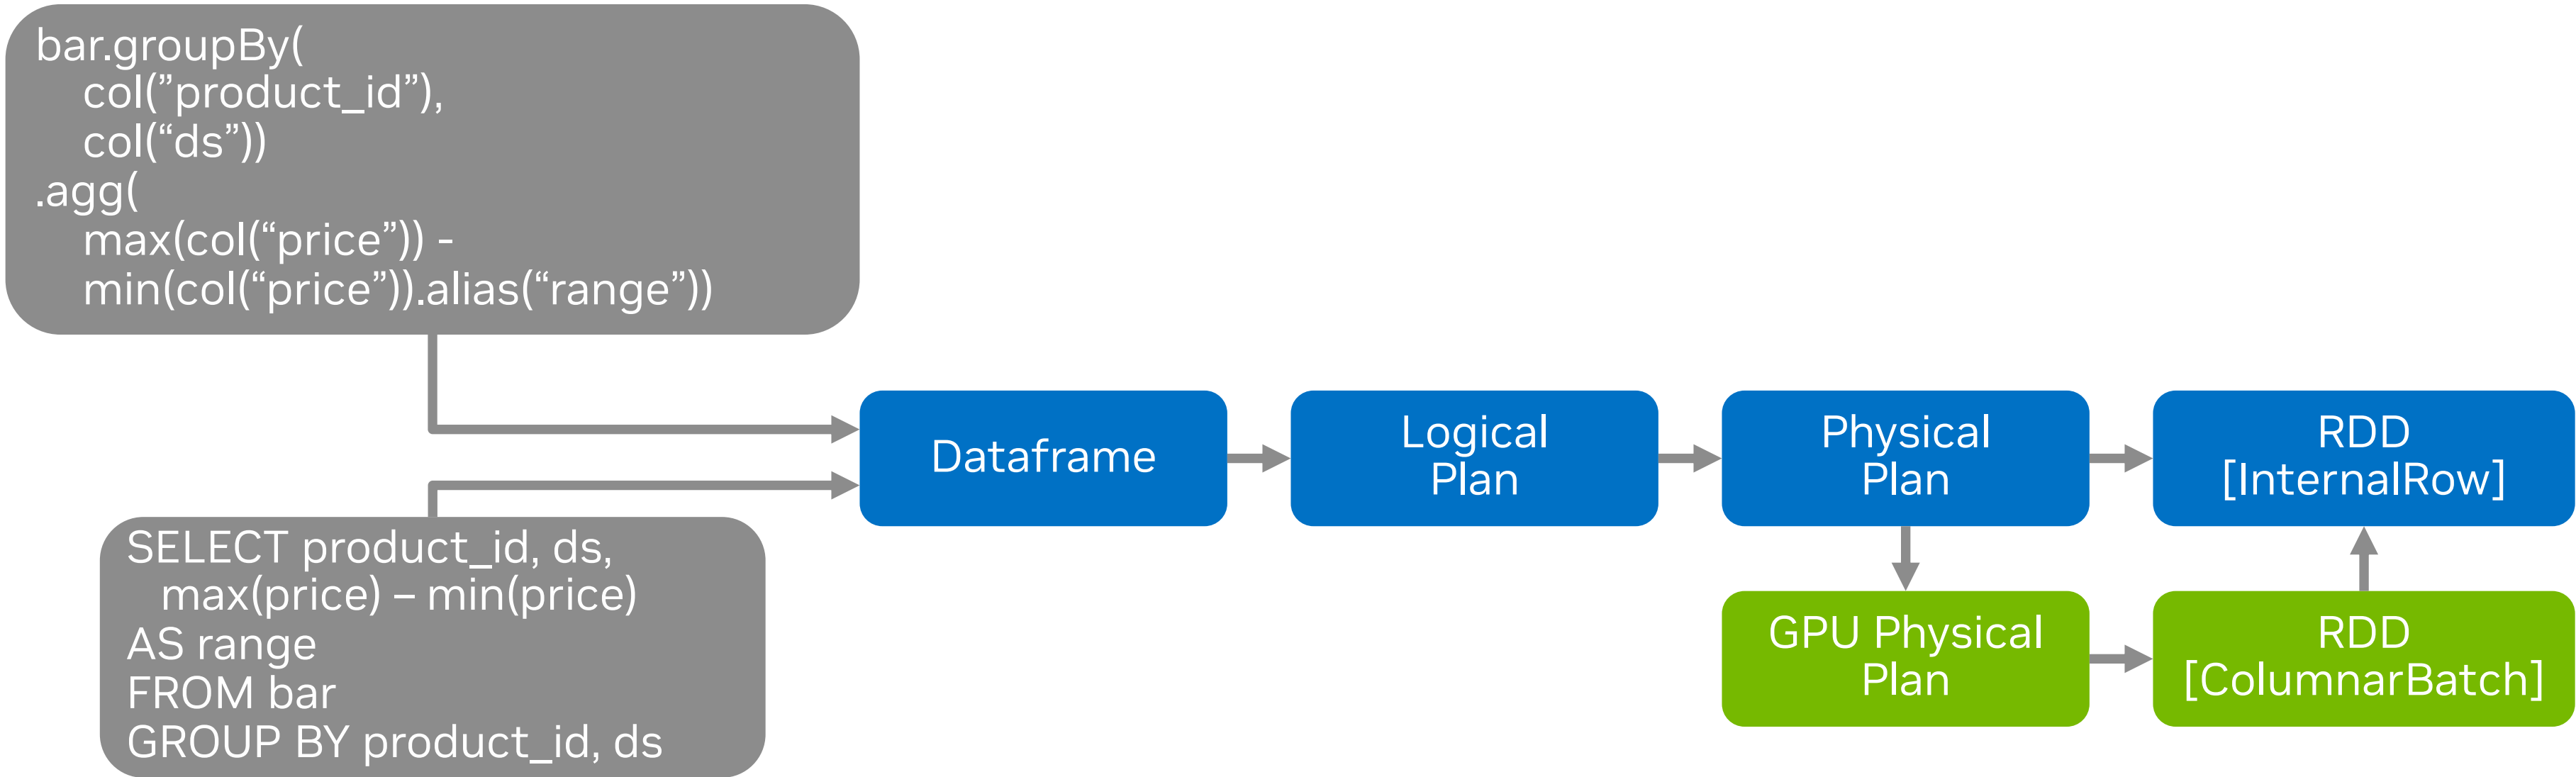 bar.groupBy(
col(”product_id”),
col(“ds”))
.agg(
max(col(“price”)) -
min(col(“price”)).alias(“range”))
Dataframe
Logical
Plan
Physical
Plan
RDD
[InternalRow]
SELECT product_id, ds,
max(price) – min(price)
AS range
FROM bar
GROUP BY product_id, ds
GPU Physical
Plan
RDD
[ColumnarBatch]